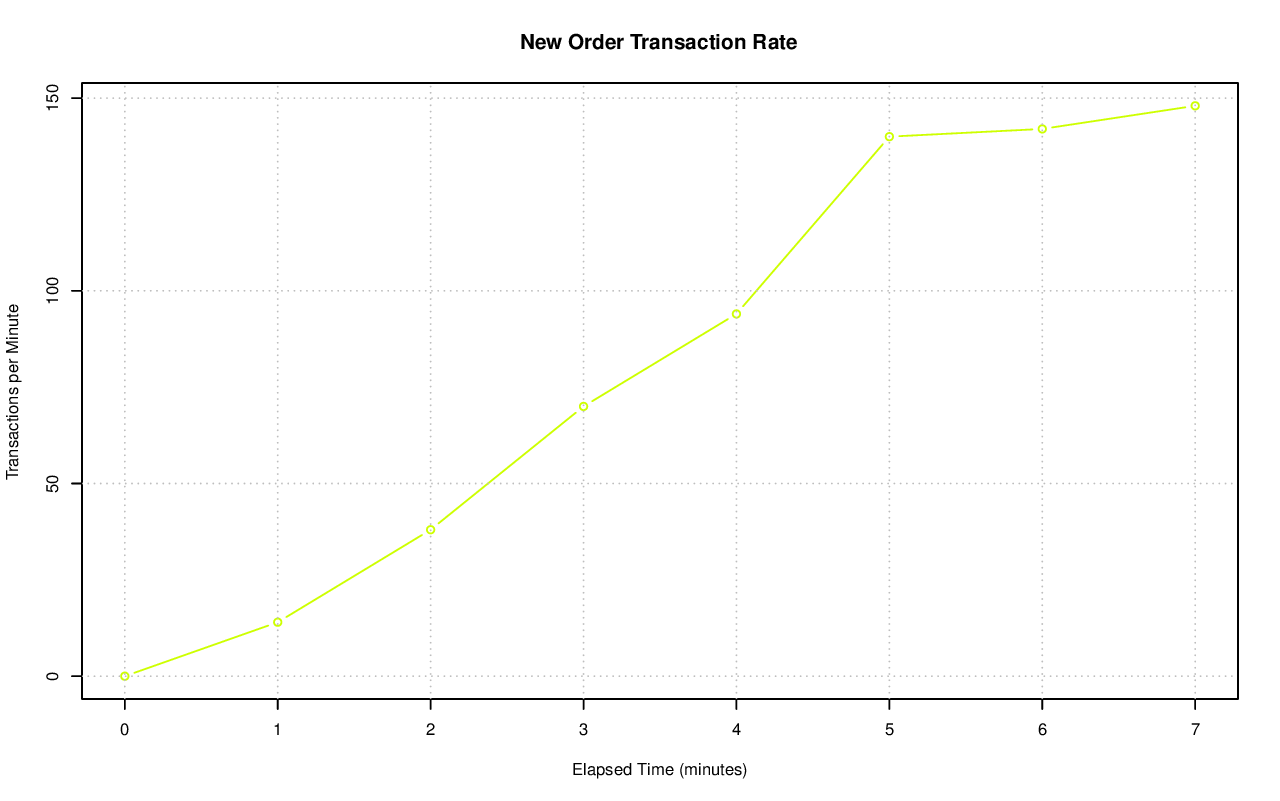 New Order Transaction Rate
150
100
50
0
Transactions per Minute
0 1 2 3 4 5 6 7
Elapsed Time (minutes)